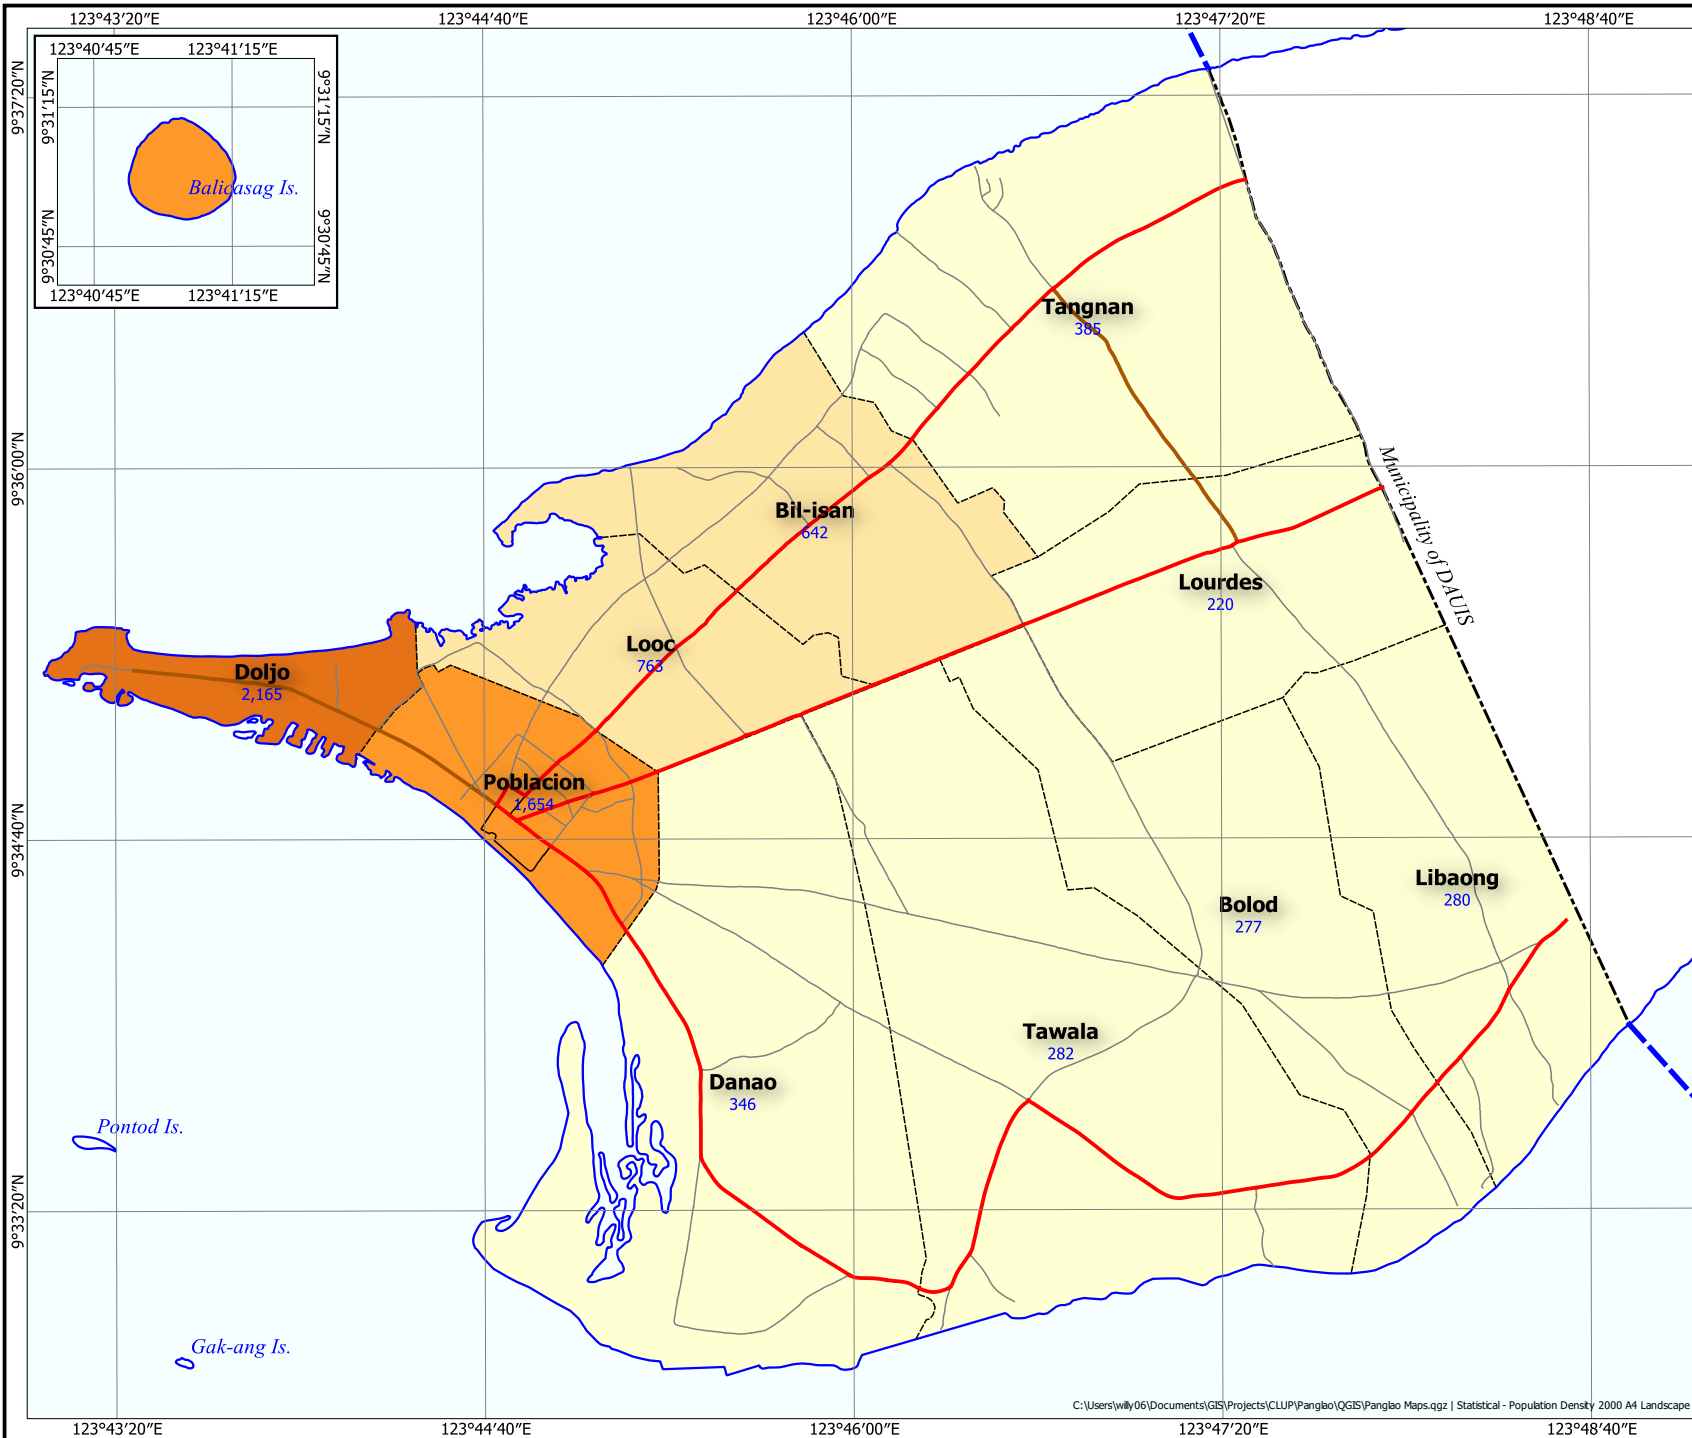 123°43′20″E
123°44′40″E
123°46′00″E
123°47′20″E
123°48′40″E
123°40′45″E
123°41′15″E
9°31′15″N
9°31′15″N
Balicasag Is.
9°30′45″N
9°30′45″N
123°40′45″E
123°41′15″E
9°37′20″N
9°36′00″N
9°34′40″N
9°33′20″N
Tangnan
385
Municipality of DAUIS
Bil-isan
642
Lourdes
220
Looc
763
Doljo
2,165
Poblacion
1,654
Libaong
280
Bolod
277
Tawala
282
Danao
346
Pontod Is.
Gak-ang Is.
C:\Users\willy06\Documents\GIS\Projects\CLUP\Panglao\QGIS\Panglao Maps.qgz | Statistical - Population Density 2000 A4 Landscape
123°43′20″E
123°44′40″E
123°46′00″E
123°47′20″E
123°48′40″E